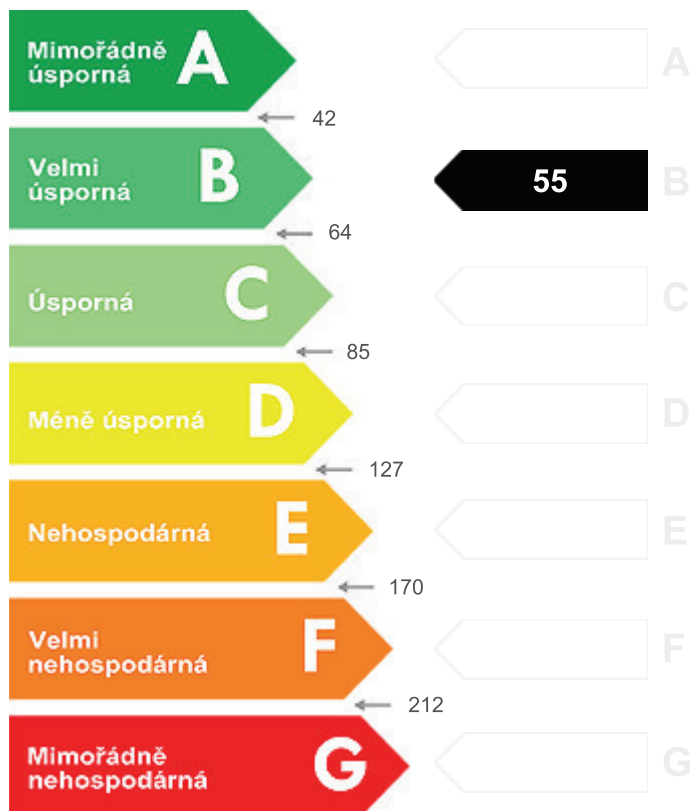 Mimořádně
úsporná
A
A
42
Velmi
úsporná
B
55
B
64
Úsporná
C
C
85
Méně úsporná
D
D
127
Nehospodárná
E
E
170
Velmi
nehospodárná
F
F
212
Mimořádně
nehospodárná
G
G